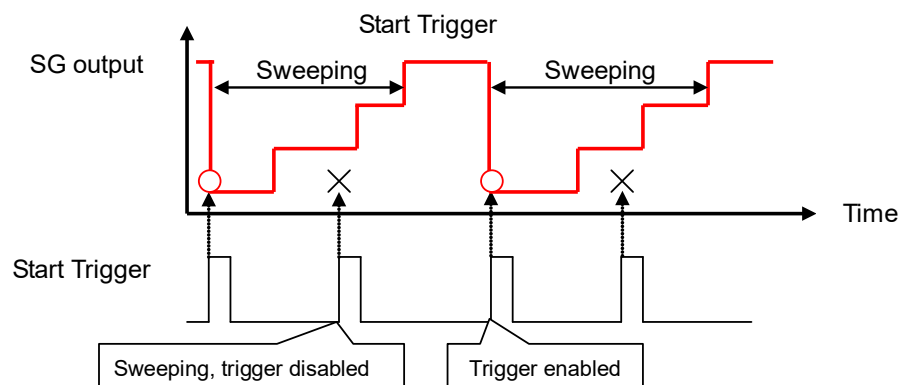 Start Trigger
SG output
Sweeping
Sweeping
Time
Start Trigger
Sweeping, trigger disabled
Trigger enabled